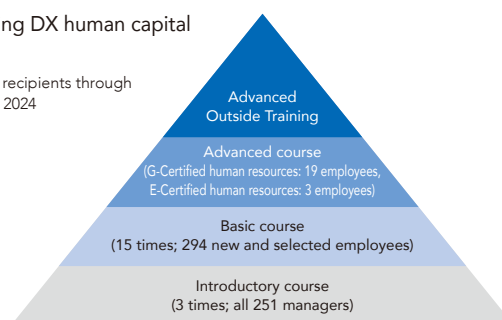 ng DX human capital
recipients through
2024
Advanced
Outside Training
Advanced course
(G-Certified human resources: 19 employees,
E-Certified human resources: 3 employees)
Basic course
(15 times; 294 new and selected employees)
Introductory course
(3 times; all 251 managers)